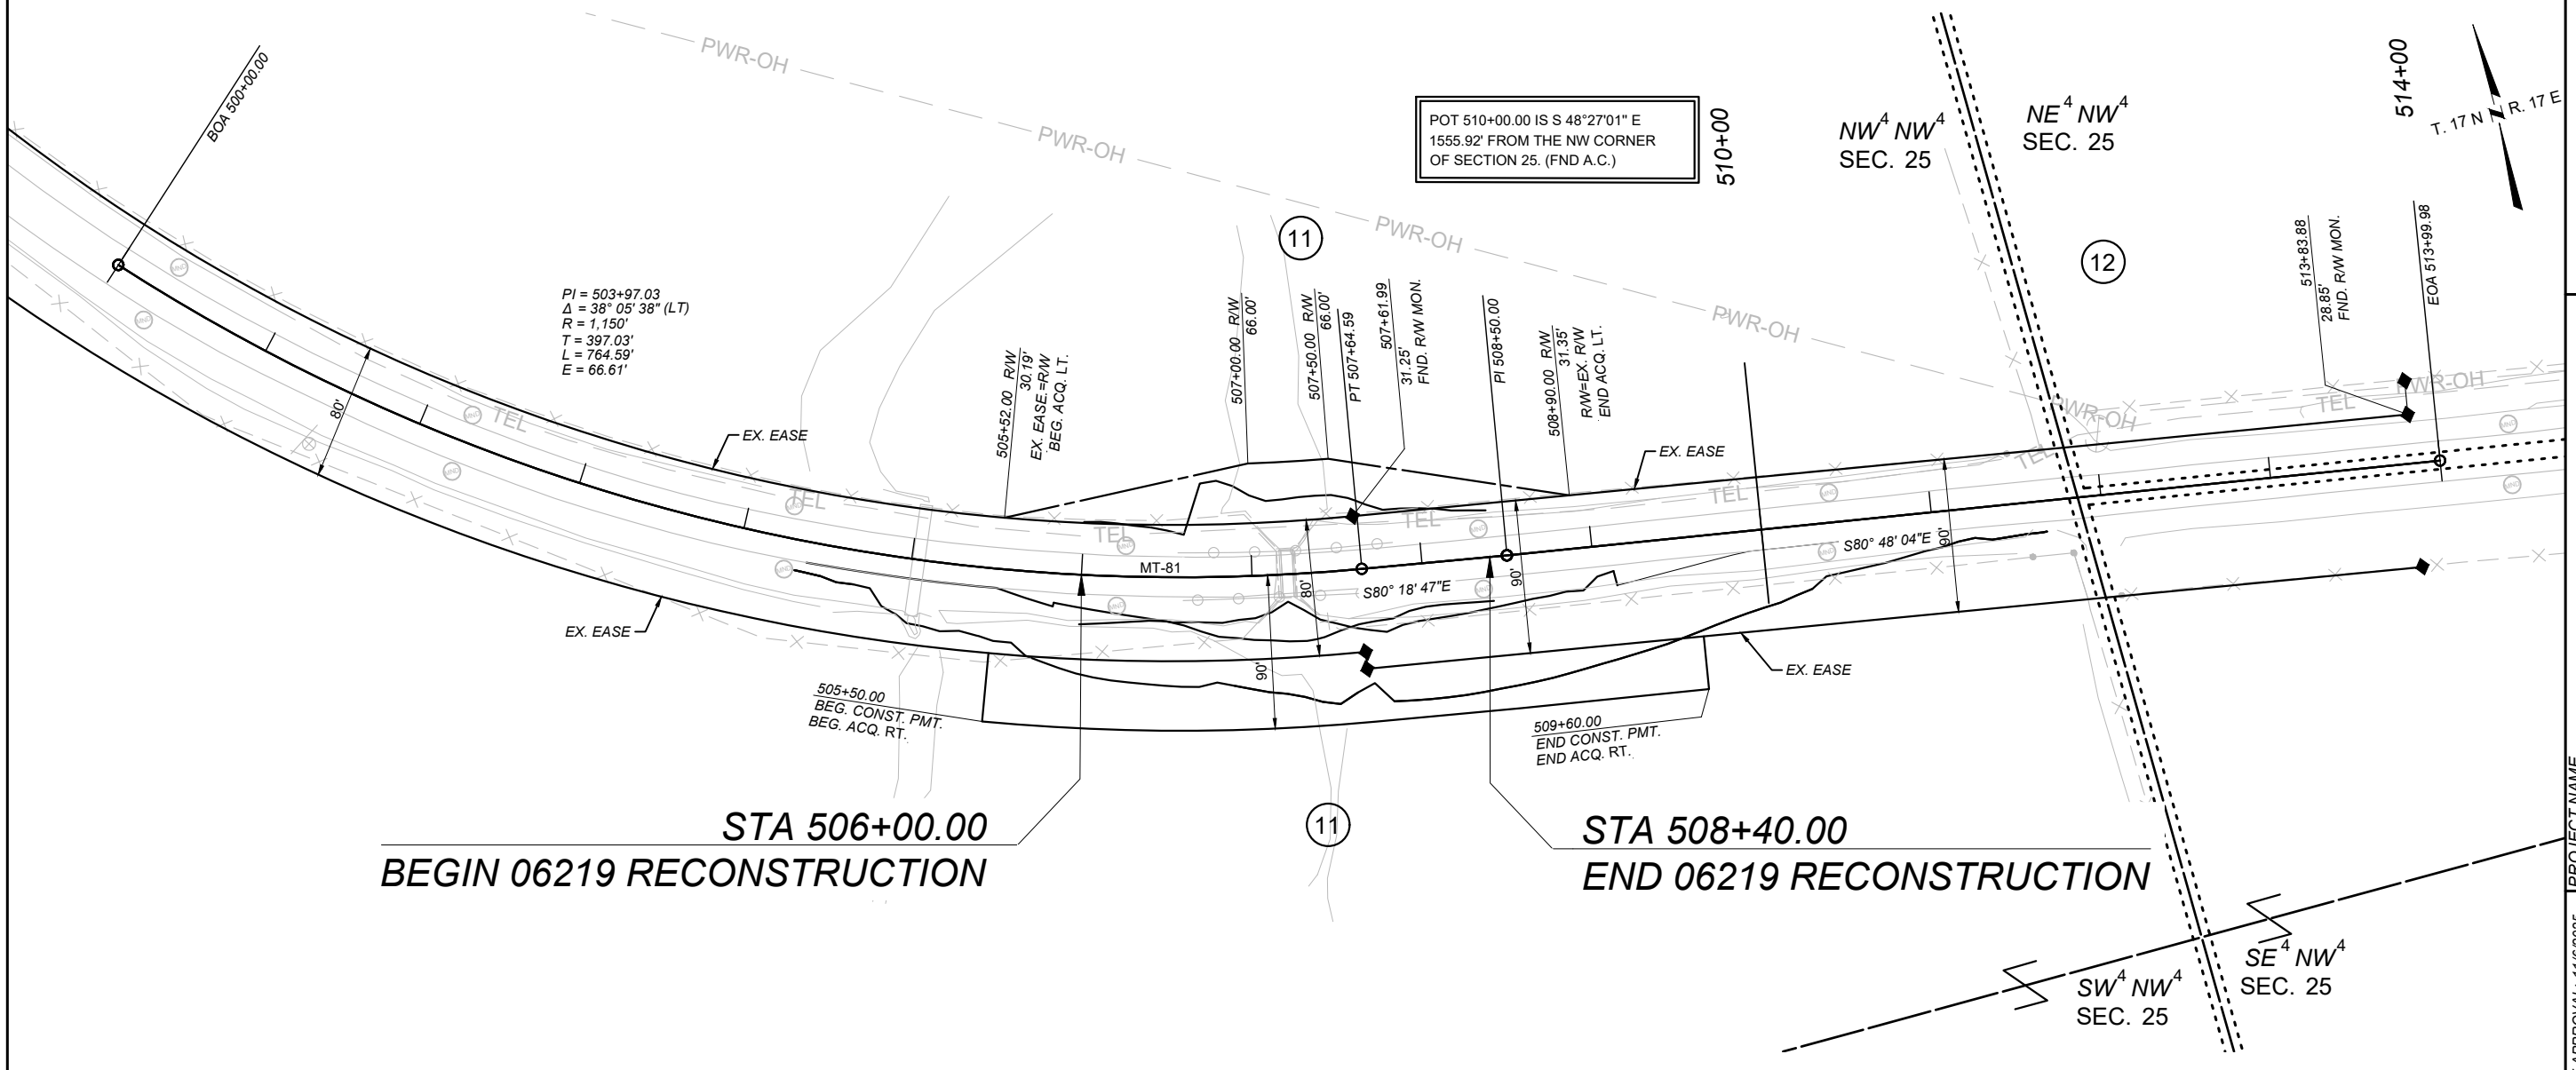 BOA 500+00.00
PWR-OH
PWR-OH
PWR-OH
PWR-OH
PWR-OH
PWR-OH
POT 510+00.00 IS S 48°27'01" E
1555.92' FROM THE NW CORNER
OF SECTION 25. (FND A.C.)
510+00
NW4 NW4
SEC. 25
NE4 NW4
SEC. 25
514+00
T. 17 N
R. 17 E
11
12
PI = 503+97.03
Δ = 38° 05' 38" (LT)
R = 1,150'
T = 397.03'
L = 764.59'
E = 66.61'
505+52.00 R/W
30.19'
EX. EASE.=R/W
BEG. ACQ. LT.
507+00.00 R/W
66.00'
507+50.00 R/W
66.00'
PT 507+64.59
507+61.99
31.25'
FND. R/W MON.
PI 508+50.00
508+90.00 R/W
31.35'
R/W=EX. R/W
END ACQ. LT.
513+83.88
28.85'
FND. R/W MON.
EOA 513+99.98
80'
TEL
EX. EASE
TEL
TEL
TEL
TEL
EX. EASE
TEL
TEL
MT-81
S80° 18' 47"E
S80° 48' 04"E
80'
90'
90'
90'
EX. EASE
EX. EASE
505+50.00
BEG. CONST. PMT.
BEG. ACQ. RT.
509+60.00
END CONST. PMT.
END ACQ. RT.
11
STA 506+00.00
BEGIN 06219 RECONSTRUCTION
STA 508+40.00
END 06219 RECONSTRUCTION
SW4 NW4
SEC. 25
SE4 NW4
SEC. 25
PROJECT NAME